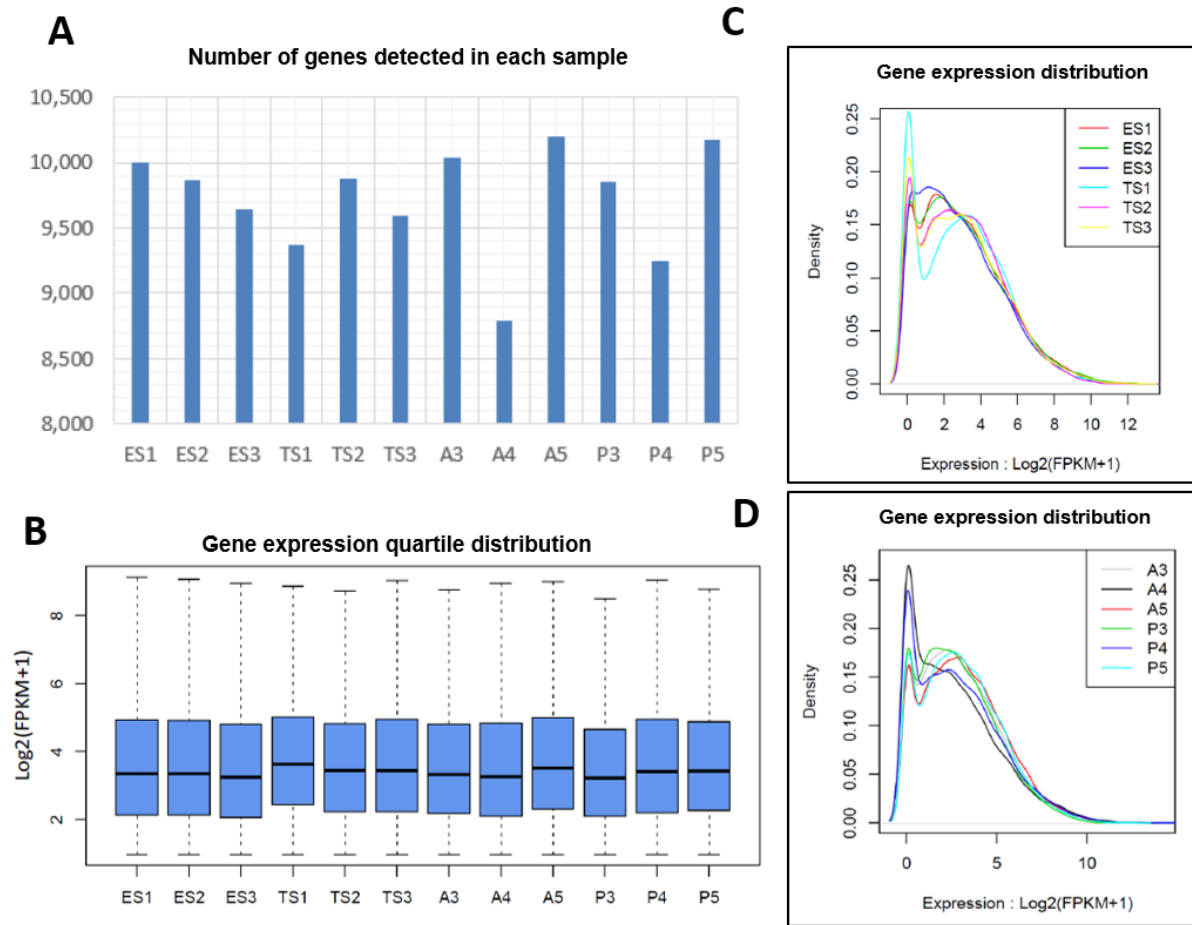 A
Number of genes detected in each sample
10,500
10,000
9,500
9,000
8,500
8,000
ES1 ES2 ES3 TS1 TS2 TS3 A3 A4 A5 P3 P4 P5
B
Gene expression quartile distribution
Log2(FPKM+1)
8
6
4
2
ES1 ES2 ES3 TS1 TS2 TS3 A3 A4 A5 P3 P4 P5
C
Gene expression distribution
Density
0.25
0.20
0.15
0.10
0.05
0.00
ES1
ES2
ES3
TS1
TS2
TS3
0 2 4 6 8 10 12
Expression : Log2(FPKM+1)
D
Gene expression distribution
Density
0.25
0.20
0.15
0.10
0.05
0.00
A3
A4
A5
P3
P4
P5
0 5 10
Expression : Log2(FPKM+1)